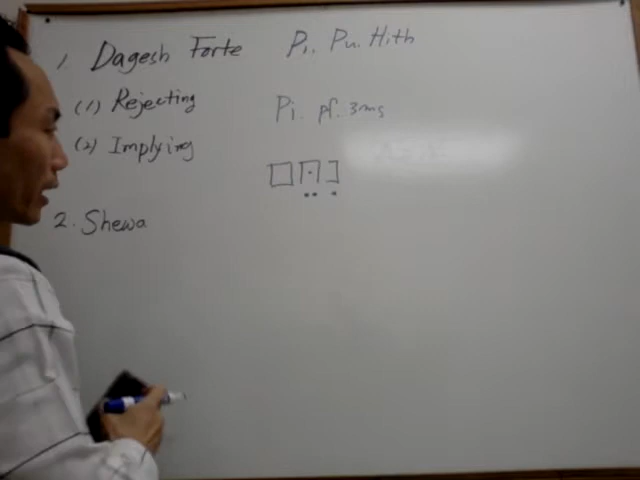 1. Dagesh Forte Pi. Pu. Hith
(1) Rejecting Pi. pf. 3ms
(2) Implying
2. Shewa